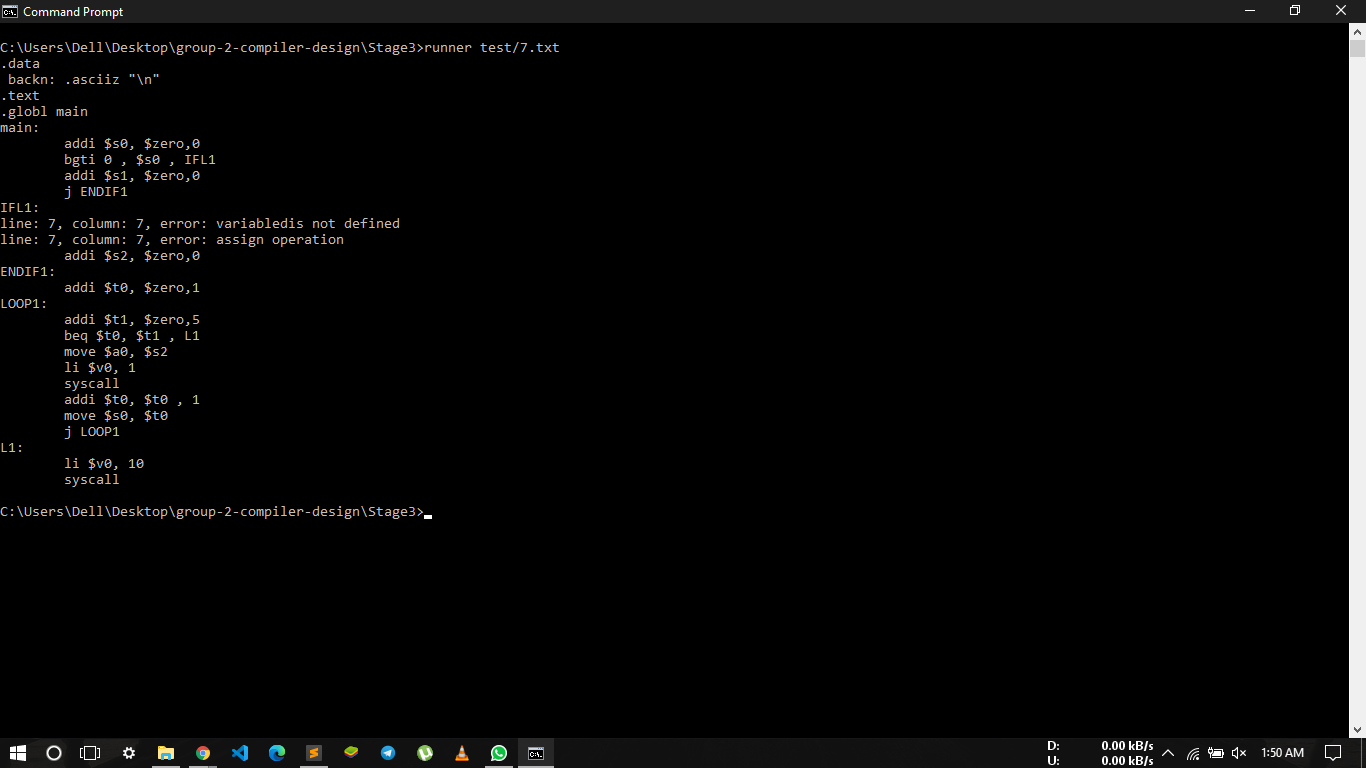 Command Prompt
C:\Users\Dell\Desktop\group-2-compiler-design\Stage3>runner test/7.txt
.data
 backn: .asciiz "\n"
.text
.globl main
main:
        addi $s0, $zero,0
        bgti 0 , $s0 , IFL1
        addi $s1, $zero,0
        j ENDIF1
IFL1:
line: 7, column: 7, error: variabledis not defined
line: 7, column: 7, error: assign operation
        addi $s2, $zero,0
ENDIF1:
        addi $t0, $zero,1
LOOP1:
        addi $t1, $zero,5
        beq $t0, $t1 , L1
        move $a0, $s2
        li $v0, 1
        syscall
        addi $t0, $t0 , 1
        move $s0, $t0
        j LOOP1
L1:
        li $v0, 10
        syscall
C:\Users\Dell\Desktop\group-2-compiler-design\Stage3>
D: 0.00 kB/s
U: 0.00 kB/s
1:50 AM